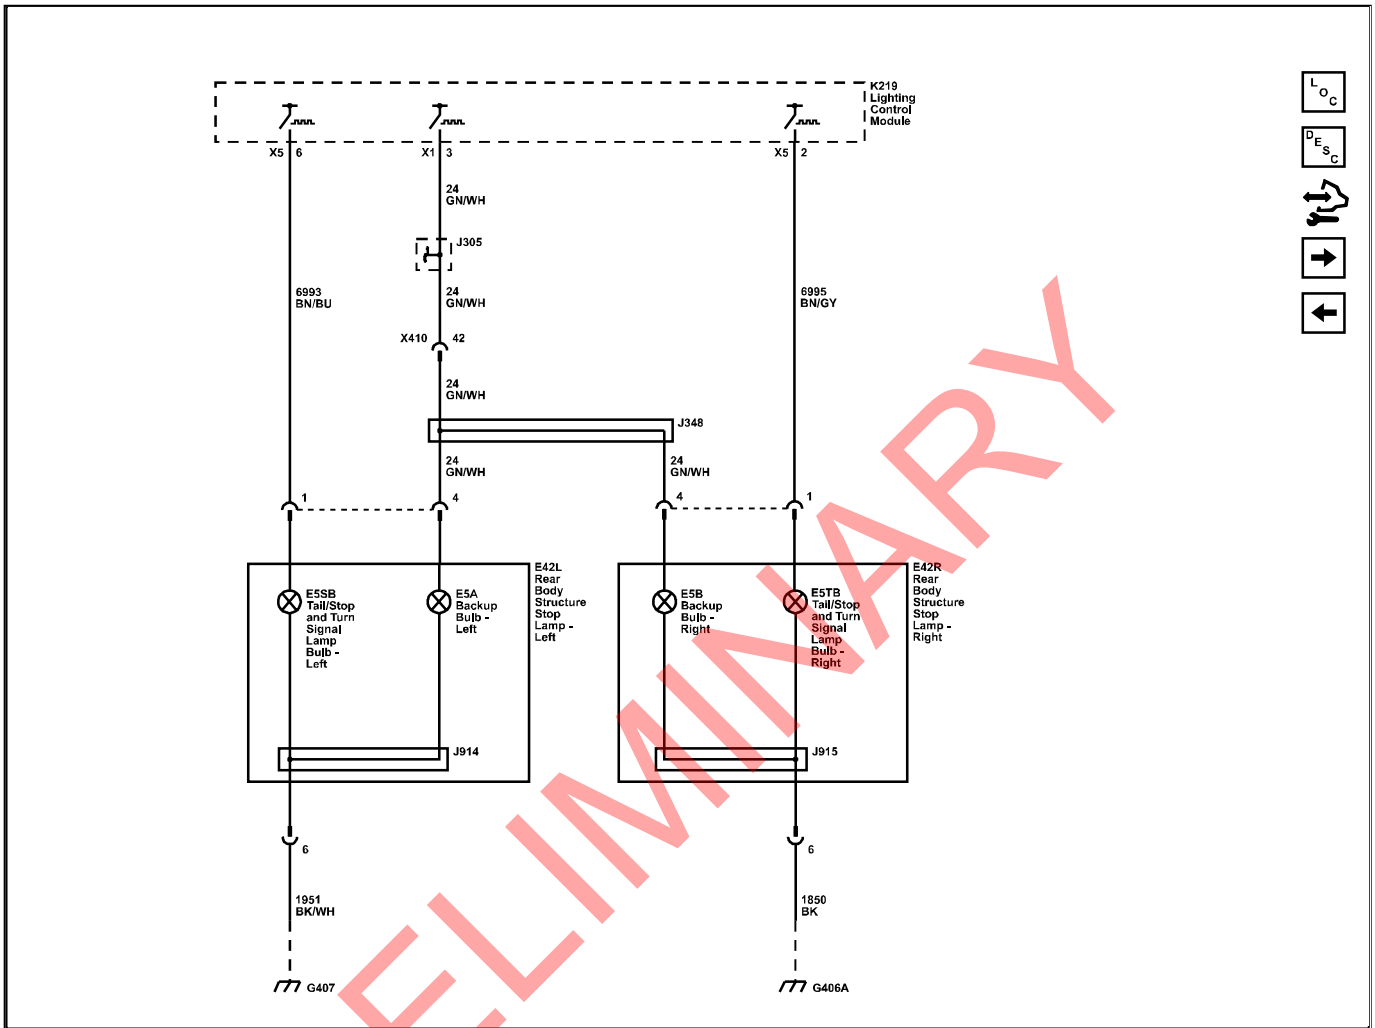 K219
Lighting
Control
Module
X5 6
X1 3
X5 2
24
GN/WH
J305
6993
BN/BU
24
GN/WH
6995
BN/GY
X410 42
24
GN/WH
J348
24
GN/WH
24
GN/WH
1
4
4
1
E5SB
Tail/Stop
and Turn
Signal
Lamp
Bulb -
Left
E5A
Backup
Bulb -
Left
E42L
Rear
Body
Structure
Stop
Lamp -
Left
E5B
Backup
Bulb -
Right
E5TB
Tail/Stop
and Turn
Signal
Lamp
Bulb -
Right
E42R
Rear
Body
Structure
Stop
Lamp -
Right
J914
J915
6
6
1951
BK/WH
1850
BK
G407
G406A
LOC
DESC
ELIMINARY